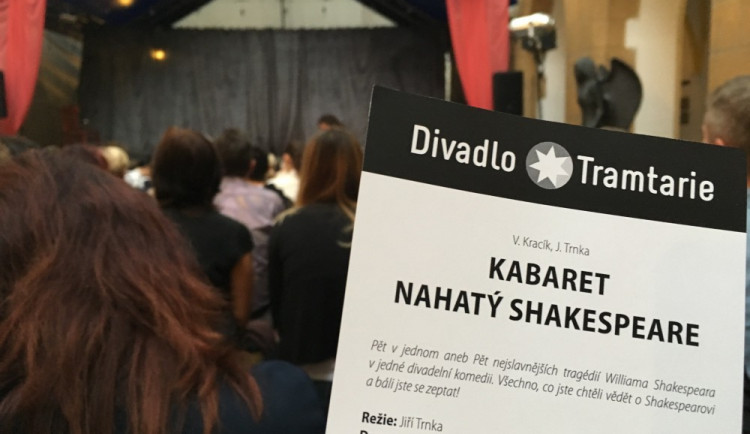 Divadlo Tramtarie
V. Kracík, J. Trnka
KABARET
NAHATÝ SHAKESPEARE
Pět v jednom aneb Pět nejslavnějších tragédií Williama Shakespeara
v jedné divadelní komedii. Všechno, co jste chtěli vědět o Shakespearovi
a báli jste se zeptat!
Režie: Jiří Trnka